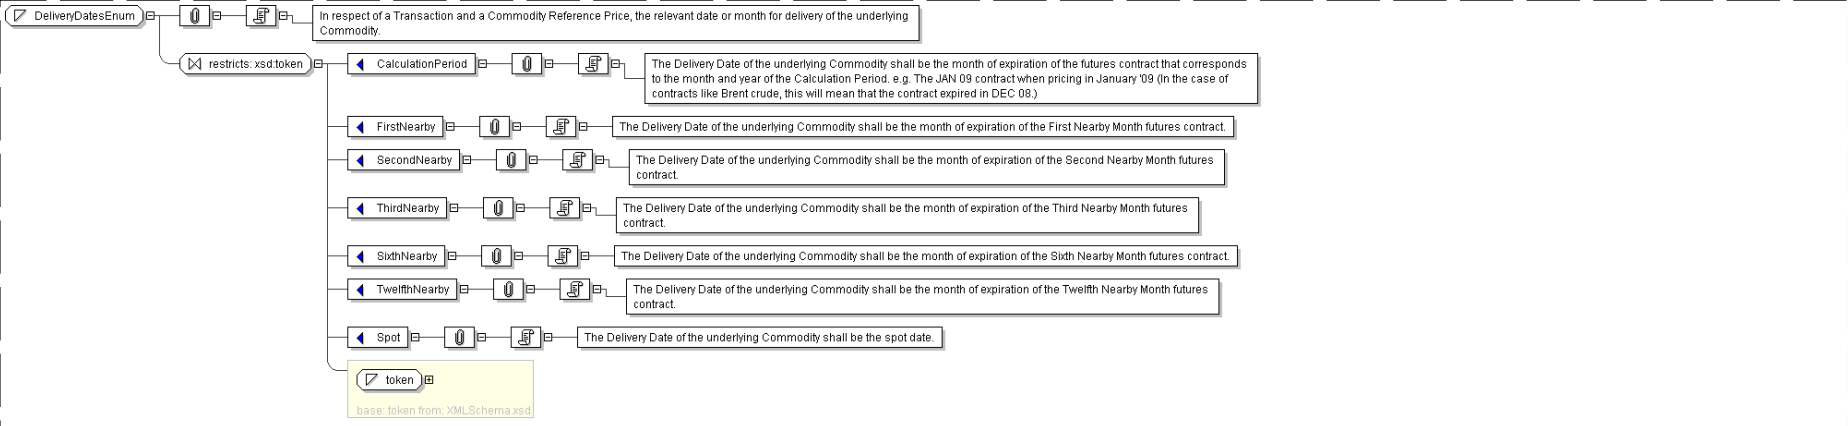 DeliveryDatesEnum
In respect of a Transaction and a Commodity Reference Price, the relevant date or month for delivery of the underlying
Commodity.
restricts: xsd:token
CalculationPeriod
The Delivery Date of the underlying Commodity shall be the month of expiration of the futures contract that corresponds
to the month and year of the Calculation Period. e.g. The JAN 09 contract when pricing in January '09 (In the case of
contracts like Brent crude, this will mean that the contract expired in DEC 08.)
FirstNearby
The Delivery Date of the underlying Commodity shall be the month of expiration of the First Nearby Month futures contract.
SecondNearby
The Delivery Date of the underlying Commodity shall be the month of expiration of the Second Nearby Month futures
contract.
ThirdNearby
The Delivery Date of the underlying Commodity shall be the month of expiration of the Third Nearby Month futures
contract.
SixthNearby
The Delivery Date of the underlying Commodity shall be the month of expiration of the Sixth Nearby Month futures contract.
TwelfthNearby
The Delivery Date of the underlying Commodity shall be the month of expiration of the Twelfth Nearby Month futures
contract.
Spot
The Delivery Date of the underlying Commodity shall be the spot date.
token
base: token from: XMLSchema.xsd